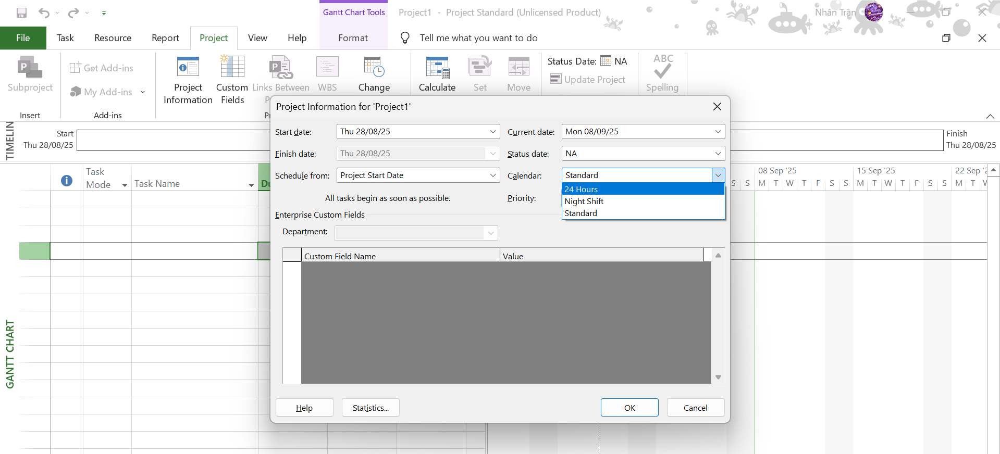 Gantt Chart Tools
Project1 - Project Standard (Unlicensed Product)
Nhân Trần
File
Task
Resource
Report
Project
View
Help
Format
Tell me what you want to do
Subproject
Insert
Get Add-ins
My Add-ins
Add-ins
Project
Information
Custom
Fields
Links Between
P
WBS
Change
Pr
Calculate
Set
Move
Status Date: NA
Update Project
ABC
Spelling
TIMELIN
Start
Thu 28/08/25
Finish
Thu 28/08/25
Project Information for 'Project1'
Start date: Thu 28/08/25
Current date: Mon 08/09/25
Finish date: Thu 28/08/25
Status date: NA
Schedule from: Project Start Date
Calendar: Standard
24 Hours
Night Shift
Standard
All tasks begin as soon as possible.
Priority:
Enterprise Custom Fields
Department:
Custom Field Name
Value
Help
Statistics...
OK
Cancel
GANTT CHART
Task
Mode
Task Name
Du
08 Sep '25
15 Sep '25
22 Sep '2
S S M T W T F S S M T W T F S S M T W